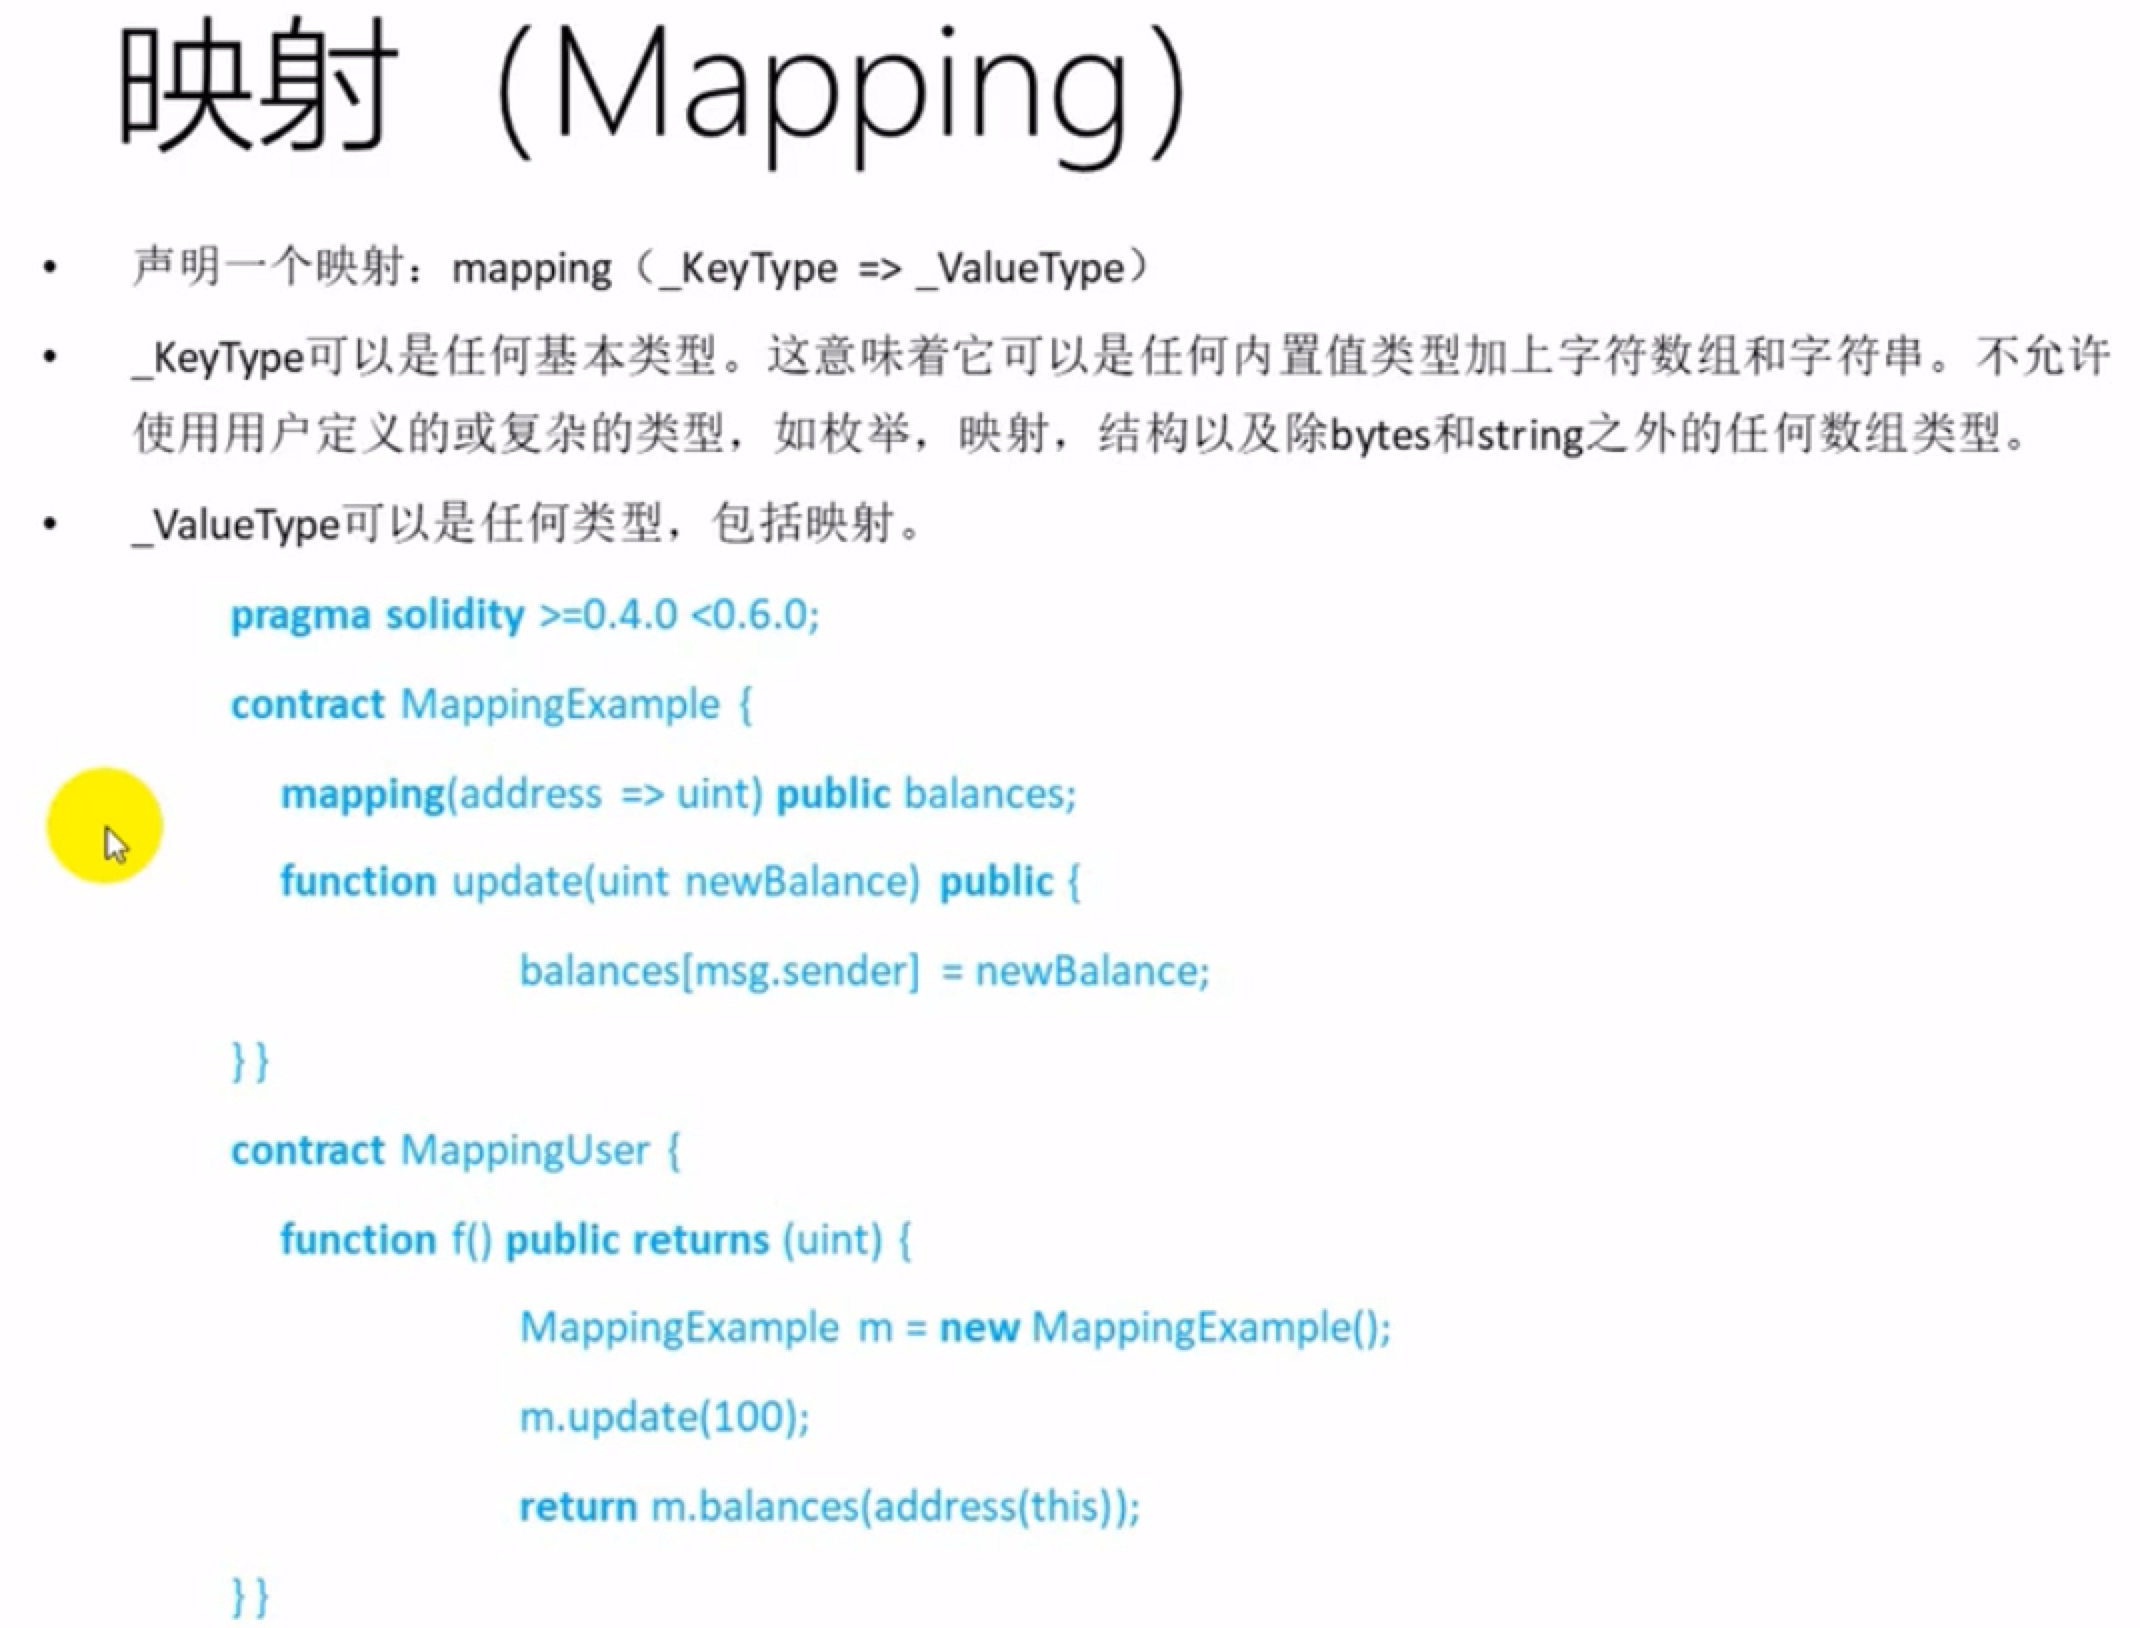 映射（Mapping）
• 声明一个映射：mapping（_KeyType => _ValueType）
• _KeyType可以是任何基本类型。这意味着它可以是任何内置值类型加上字符数组和字符串。不允许
使用用户定义的或复杂的类型，如枚举，映射，结构以及除bytes和string之外的任何数组类型。
• _ValueType可以是任何类型，包括映射。
pragma solidity >=0.4.0 <0.6.0;
contract MappingExample {
mapping(address => uint) public balances;
function update(uint newBalance) public {
balances[msg.sender] = newBalance;
}}
contract MappingUser {
function f() public returns (uint) {
MappingExample m = new MappingExample();
m.update(100);
return m.balances(address(this));
}}